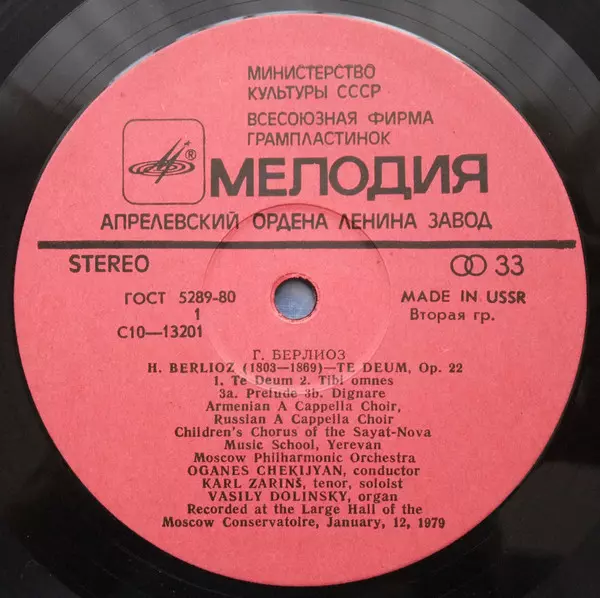 МИНИСТЕРСТВО
КУЛЬТУРЫ СССР
ВСЕСОЮЗНАЯ ФИРМА
ГРАМПЛАСТИНОК
® МЕЛОДИЯ
АПРЕЛЕВСКИЙ ОРДЕНА ЛЕНИНА ЗАВОД
STEREO 33
ГОСТ 5289-80 MADE IN USSR
1 Вторая гр.
С10—13201
Г. БЕРЛИОЗ
H. BERLIOZ (1803—1869)—TE DEUM, Op. 22
1. Te Deum 2. Tibi omnes
3a. Prelude 3b. Dignare
Armenian A Cappella Choir,
Russian A Cappella Choir
Children's Chorus of the Sayat-Nova
Music School, Yerevan
Moscow Philharmonic Orchestra
OGANES CHEKIJYAN, conductor
KARL ZARINŠ, tenor, soloist
VASILY DOLINSKY, organ
Recorded at the Large Hall of the
Moscow Conservatoire, January, 12, 1979